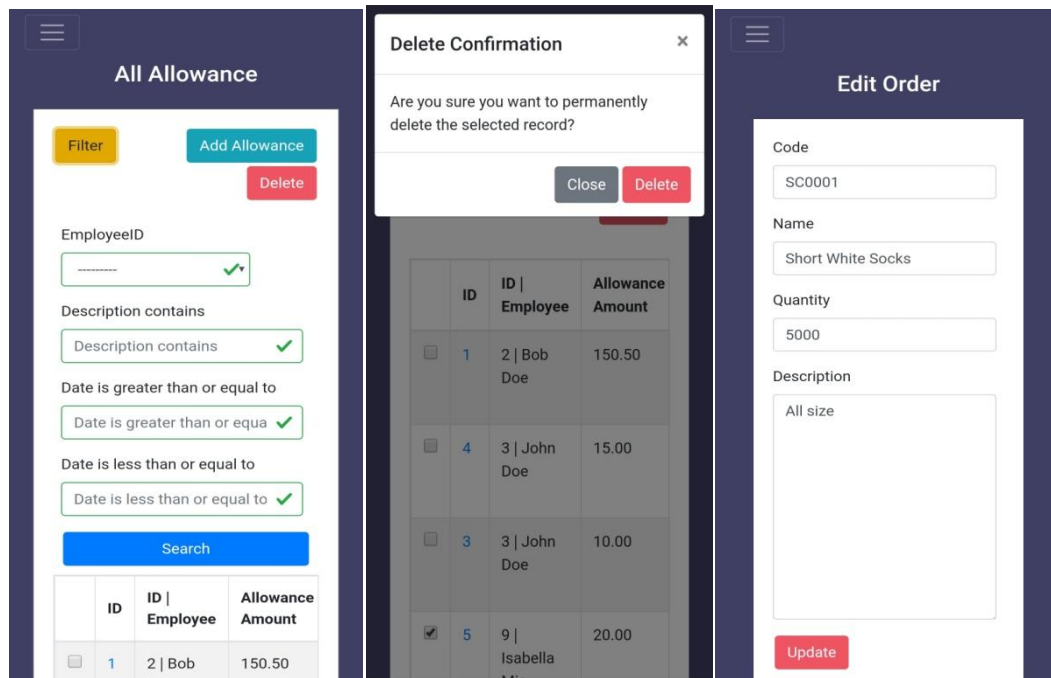 All Allowance
Filter
Add Allowance
Delete
EmployeeID
---------
Description contains
Description contains
Date is greater than or equal to
Date is greater than or equa
Date is less than or equal to
Date is less than or equal to
Search
ID
ID |
Employee
Allowance
Amount
1
2 | Bob
150.50
Delete Confirmation
×
Are you sure you want to permanently
delete the selected record?
Close
Delete
ID
ID |
Employee
Allowance
Amount
1
2 | Bob
Doe
150.50
4
3 | John
Doe
15.00
3
3 | John
Doe
10.00
5
9 |
Isabella
20.00
Edit Order
Code
SC0001
Name
Short White Socks
Quantity
5000
Description
All size
Update